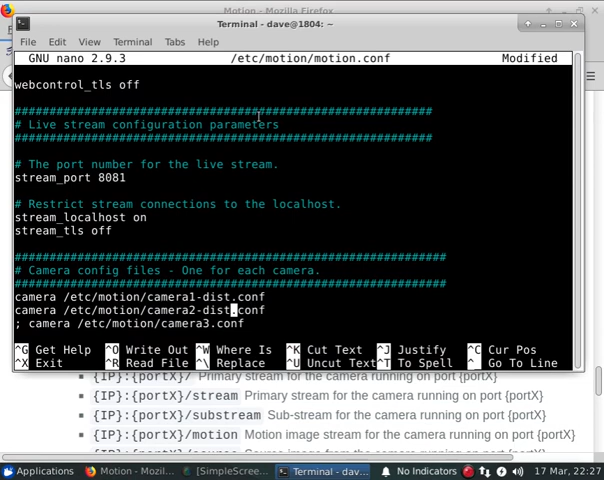 Motion - Mozilla Firefox
Terminal - dave@1804: ~
File Edit View Terminal Tabs Help
GNU nano 2.9.3 /etc/motion/motion.conf Modified
webcontrol_tls off
############################################################
# Live stream configuration parameters
############################################################
# The port number for the live stream.
stream_port 8081
# Restrict stream connections to the localhost.
stream_localhost on
stream_tls off
##############################################################
# Camera config files - One for each camera.
##############################################################
camera /etc/motion/camera1-dist.conf
camera /etc/motion/camera2-dist.conf
; camera /etc/motion/camera3.conf
^G Get Help ^O Write Out ^W Where Is ^K Cut Text ^J Justify ^C Cur Pos
^X Exit ^R Read File ^\ Replace ^U Uncut Text ^T To Spell ^_ Go To Line
{IP}:{portX}/ Primary stream for the camera running on port {portX}
{IP}:{portX}/stream Primary stream for the camera running on port {portX}
{IP}:{portX}/substream Sub-stream for the camera running on port {portX}
{IP}:{portX}/motion Motion image stream for the camera running on port {portX}
Applications Motion - Mozil... [SimpleScree... Terminal - dav... No Indicators 17 Mar, 22:27